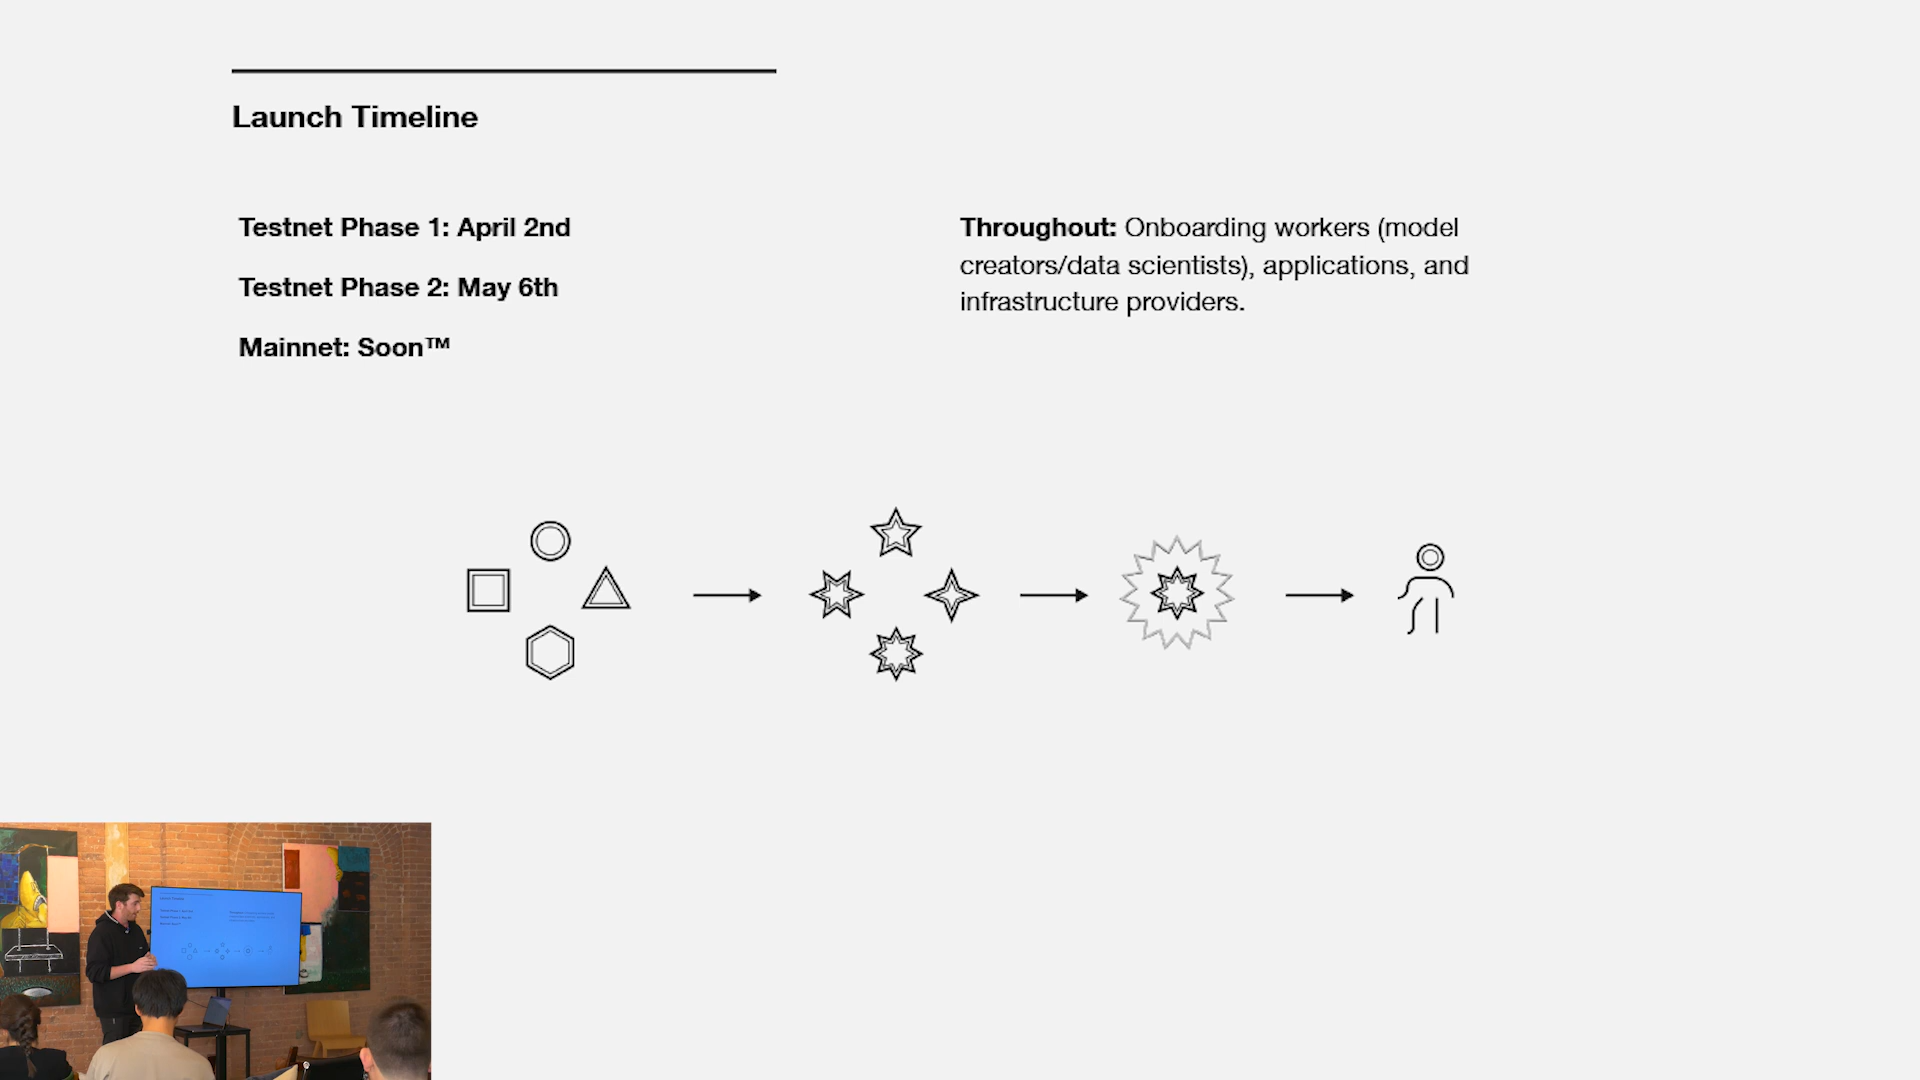 Launch Timeline
Testnet Phase 1: April 2nd
Testnet Phase 2: May 6th
Mainnet: Soon™
Throughout: Onboarding workers (model
creators/data scientists), applications, and
infrastructure providers.